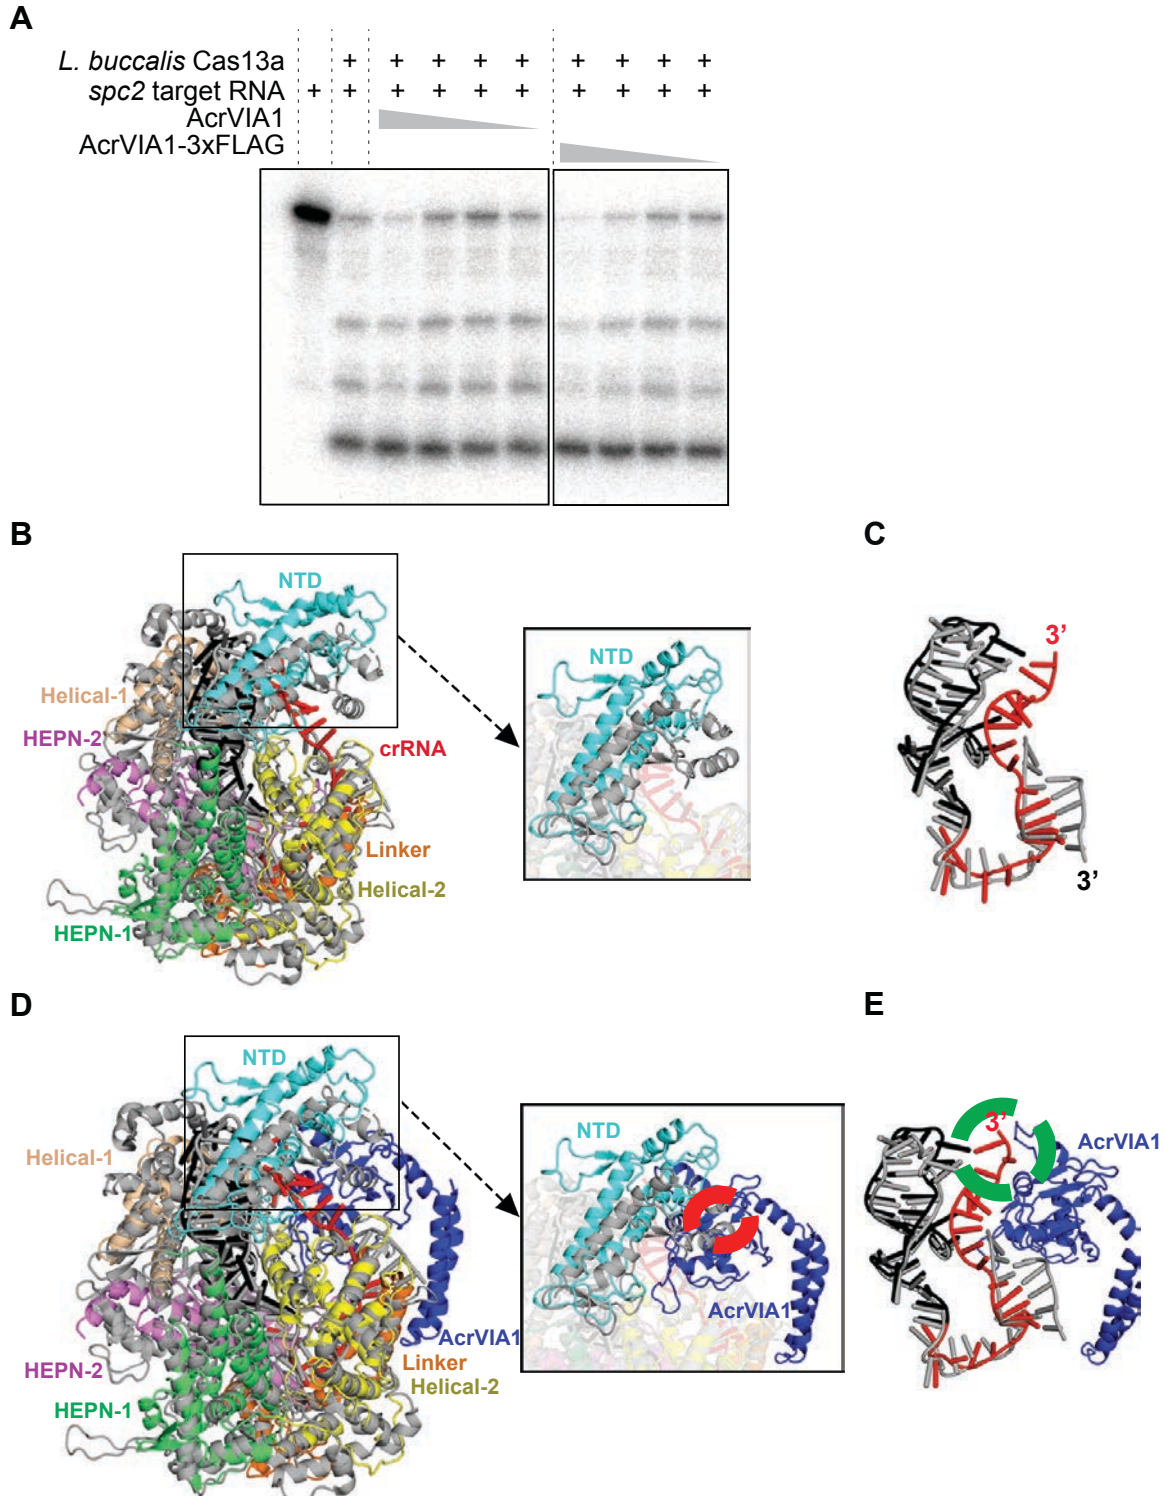 A
L. buccalis Cas13a + + + + + + + + +
spc2 target RNA + + + + + + + + + +
AcrVIA1
AcrVIA1-3xFLAG
B
NTD
Helical-1
HEPN-2
crRNA
Linker
Helical-2
HEPN-1
NTD
C
3’
3’
D
NTD
Helical-1
AcrVIA1
HEPN-2
Linker
Helical-2
HEPN-1
NTD
AcrVIA1
E
3’
AcrVIA1